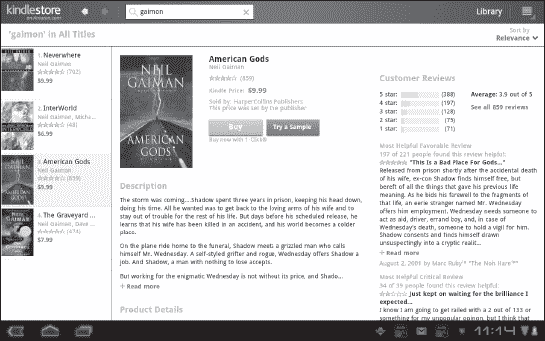 kindlestore
gaiman
Library
'gaiman' in All Titles
Sort by
Relevance
1. Neverwhere
Neil Gaiman
(702)
$9.99
2. InterWorld
Neil Gaiman, Micha...
(48)
$6.99
3. American Gods
Neil Gaiman
(859)
$9.99
4. The Graveyard ...
Neil Gaiman, Dave ...
(474)
$7.99
NEIL GAIMAN
AMERICAN GODS
American Gods
Neil Gaiman
(859)
Kindle Price: $9.99
Sold by: HarperCollins Publishers
This price was set by the publisher
Buy
Try a Sample
Buy now with 1-Click®
Description
The storm was coming....Shadow spent three years in prison, keeping his head down,
doing his time. All he wanted was to get back to the loving arms of his wife and to
stay out of trouble for the rest of his life. But days before his scheduled release, he
learns that his wife has been killed in an accident, and his world becomes a colder
place.
On the plane ride home to the funeral, Shadow meets a grizzled man who calls
himself Mr. Wednesday. A self-styled grifter and rogue, Wednesday offers Shadow a
job. And Shadow, a man with nothing to lose accepts.
But working for the enigmatic Wednesday is not without its price, and Shado...
+ Read more
Product Details
Customer Reviews
5 star: (388)
4 star: (197)
3 star: (128)
2 star: (75)
1 star: (71)
Average: 3.9 out of 5
See all 859 reviews
Most Helpful Favorable Review
197 of 221 people found this review helpful:
"This Is a Bad Place For Gods..."
Released from prison shortly after the accidental death
of his wife, ex-con Shadow finds himself free, but
bereft of all the things that gave his previous life
meaning. As he bids his farewell to the fragments of
that life, an eerie stranger named Mr. Wednesday
offers him employment. Wednesday needs someone to
act as aid, driver, errand boy, and, in case of
Wednesday's death, someone to hold a vigil for him.
Shadow consents and finds himself drawn
unsuspectingly into a cryptic realit...
+ Read more
August 2, 2001 by Marc Ruby™ "The Noir Hare™"
Most Helpful Critical Review
34 of 39 people found this review helpful:
Just kept on waiting for the brilliance I
expected...
I know I am going to get railed with a 2 out of 133 or
something for my unpopular opinion, but I think that
11:14